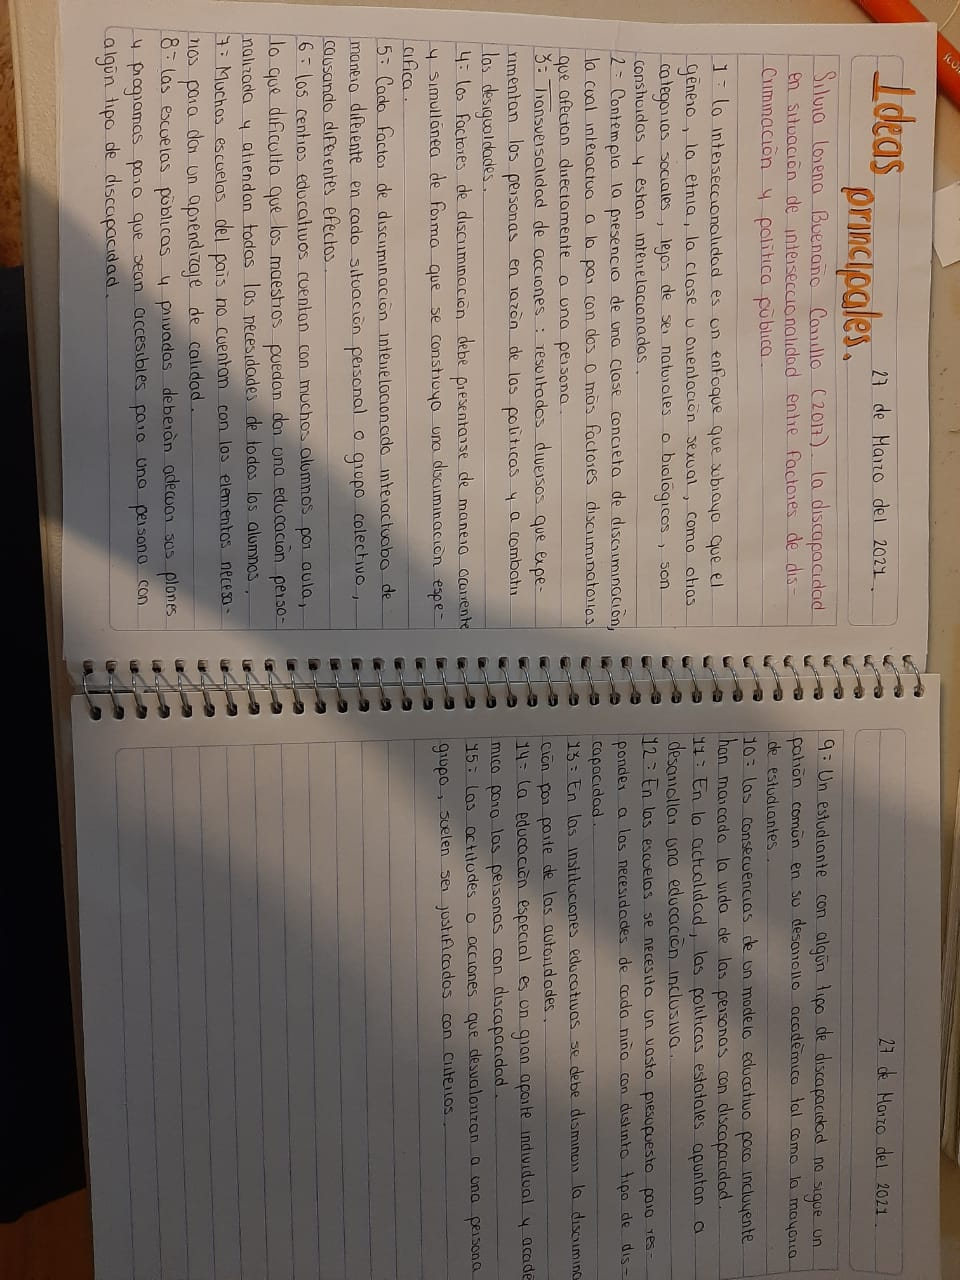 27 de Marzo del 2021.
Ideas principales.
Silvia Lorena Buenaño Carrillo (2017). La discapacidad
en situación de interseccionalidad entre factores de dis-
criminación y política pública.
1= La interseccionalidad es un enfoque que subraya que el
género, la etnia, la clase u orientación sexual, como otras
categorías sociales, lejos de ser naturales o biológicos, son
construidas y estan interrelacionadas.
2= Contempla la presencia de una clase concreta de discriminación,
la cual interactua a la par con dos o más factores discriminatorios
que afectan directamente a una persona.
3= Transversalidad de acciones: resultados diversos que expe-
rimentan las personas en razón de las políticas y a combatir
las desigualdades.
4= Los factores de discriminación debe presentarse de manera
y simultánea de forma que se construya una discriminación espe-
cífica.
5= Cada factor de discriminación interrelacionada interactuaba de
manera diferente en cada situación personal o grupo colectivo,
causando diferentes efectos.
6= Los centros educativos cuentan con muchos alumnos por aula,
lo que dificulta que los maestros puedan dar una educación perso-
nalizada y atiendan todas las necesidades de todos los alumnos.
7= Muchas escuelas del país no cuentan con los elementos necesa-
rios para dar un aprendizaje de calidad.
8= Las escuelas públicas y privadas deberán adecuar sus planes
y programas para que sean accesibles para una persona con
algún tipo de discapacidad.
27 de Marzo del 2021.
9= Un estudiante con algún tipo de discapacidad no sigue un
patrón común en su desarrollo académico tal como la mayoría
de estudiantes.
10= Las consecuencias de un modelo educativo poco incluyente
han marcado la vida de las personas con discapacidad.
11= En la actualidad, las políticas estatales apuntan a
desarrollar una educación inclusiva.
12= En las escuelas se necesita un vasto presupuesto para res-
ponder a las necesidades de cada niño con distinto tipo de dis-
capacidad.
13= En las instituciones educativas se debe disminuir la discrimina
ción por parte de las autoridades.
14= La educación especial es un gran aporte individual y acadé
mico para las personas con discapacidad.
15= Las actitudes o acciones que desvalorizan a una persona
grupo, suelen ser justificadas con criterios.